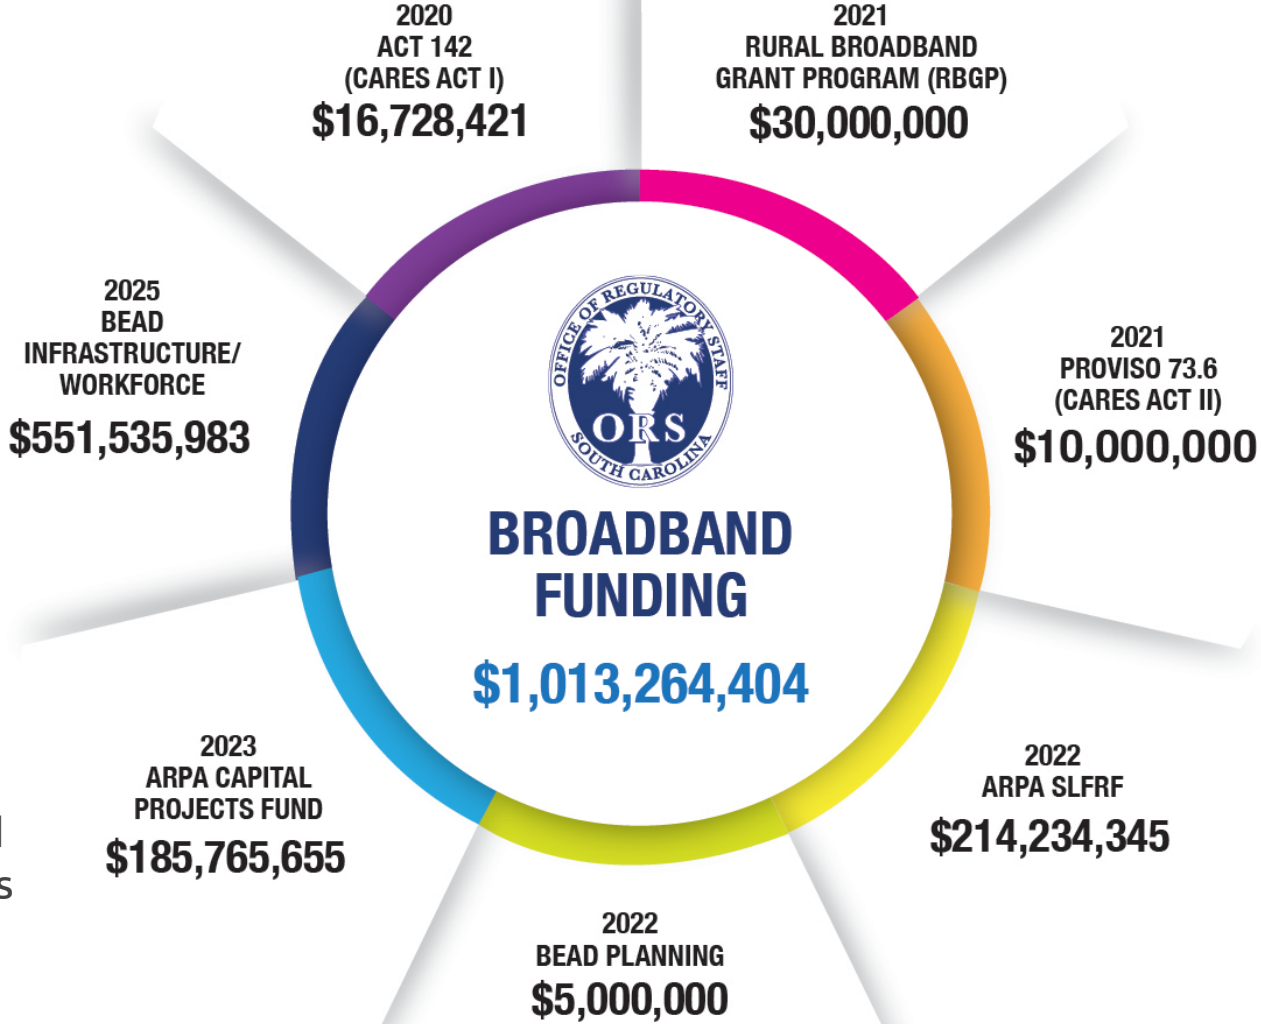 2020
ACT 142
(CARES ACT I)
$16,728,421
2021
RURAL BROADBAND
GRANT PROGRAM (RBGP)
$30,000,000
2025
BEAD
INFRASTRUCTURE/
WORKFORCE
$551,535,983
2021
PROVISO 73.6
(CARES ACT II)
$10,000,000
OFFICE OF REGULATORY STAFF
ORS
SOUTH CAROLINA
BROADBAND
FUNDING
$1,013,264,404
2023
ARPA CAPITAL
PROJECTS FUND
$185,765,655
2022
ARPA SLFRF
$214,234,345
s
2022
BEAD PLANNING
$5,000,000